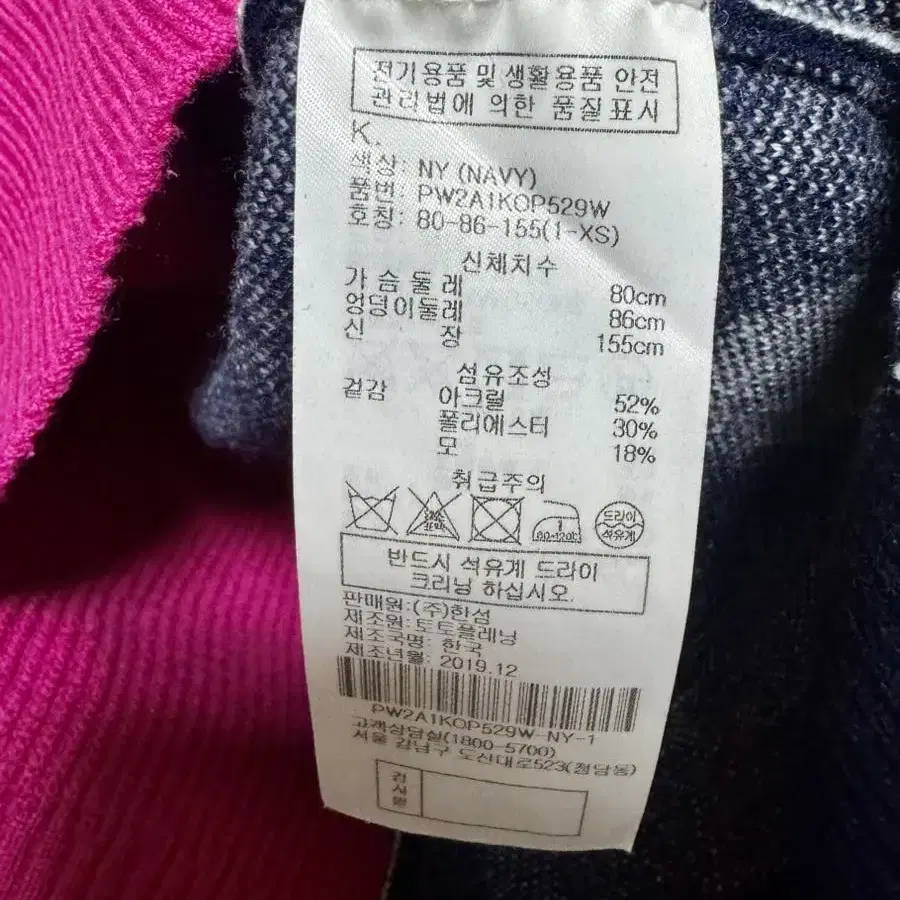 전기용품및생활용품 안전
관리법에 의한 품질표시
K.
색상: NY (NAVY)
품번: PW2A1KOP529W
호칭: 80-86-155(1-XS)
신체치수
가슴둘레 80cm
엉덩이둘레 86cm
신장 155cm
섬유조성
겉감 아크릴 52%
폴리에스터 30%
모 18%
취급주의
1 80-120℃ 드라이
석유계
반드시 석유계 드라이
크리닝 하십시오.
판매원:(주)한섬
제조원:토토플래닝
제조국명: 한국
제조년월: 2019.12
PW2A1KOP529W-NY-1
고객상담실(1800-5700)
서울 강남구 도산대로523(청담동)
검사필